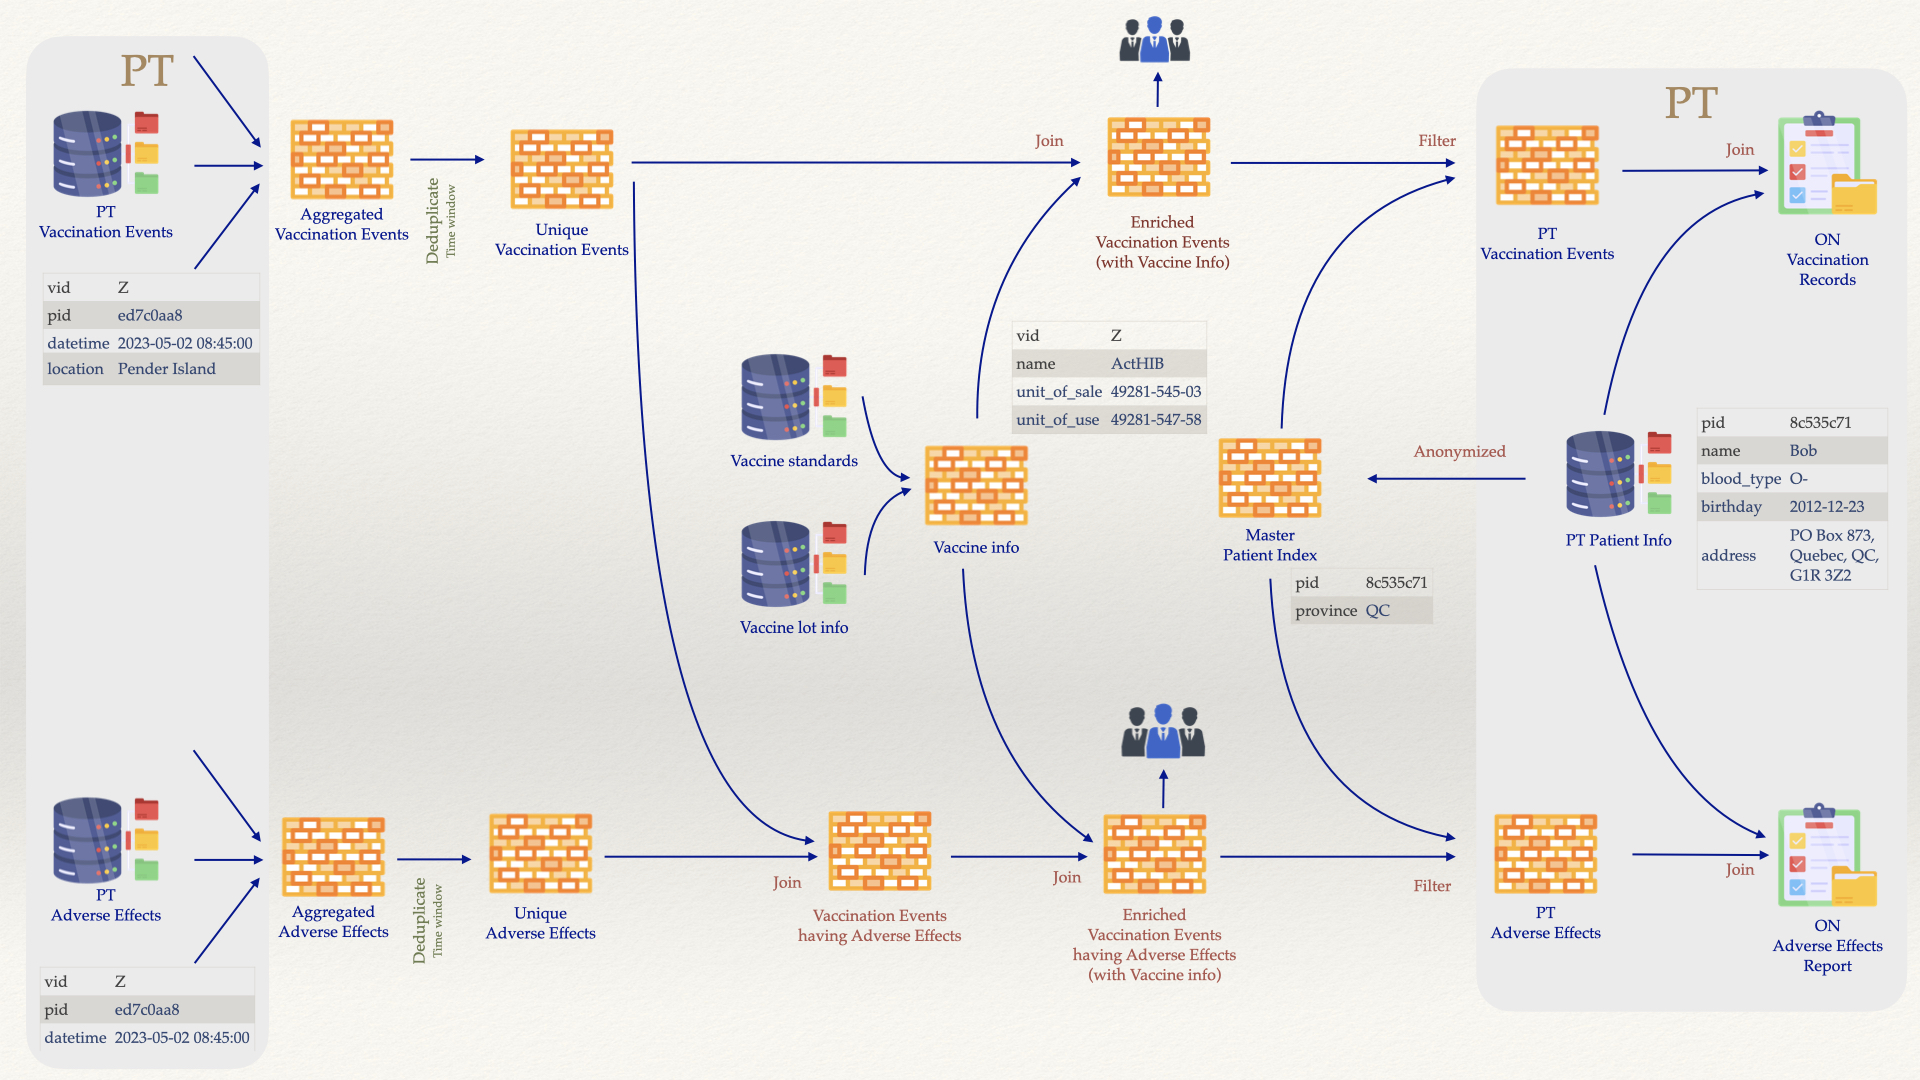 PT
PT
Vaccination Events
vid Z
pid ed7c0aa8
datetime 2023-05-02 08:45:00
location Pender Island
Aggregated
Vaccination Events
Deduplicate
Time window
Unique
Vaccination Events
Join
Enriched
Vaccination Events
(with Vaccine Info)
Filter
PT
PT
Vaccination Events
Join
ON
Vaccination
Records
Vaccine standards
Vaccine lot info
Vaccine info
vid Z
name ActHIB
unit_of_sale 49281-545-03
unit_of_use 49281-547-58
Master
Patient Index
pid 8c535c71
province QC
Anonymized
PT Patient Info
pid 8c535c71
name Bob
blood_type O-
birthday 2012-12-23
address PO Box 873,
Quebec, QC,
G1R 3Z2
PT
Adverse Effects
vid Z
pid ed7c0aa8
datetime 2023-05-02 08:45:00
Aggregated
Adverse Effects
Deduplicate
Time window
Unique
Adverse Effects
Join
Vaccination Events
having Adverse Effects
Join
Enriched
Vaccination Events
having Adverse Effects
(with Vaccine info)
Filter
PT
Adverse Effects
Join
ON
Adverse Effects
Report